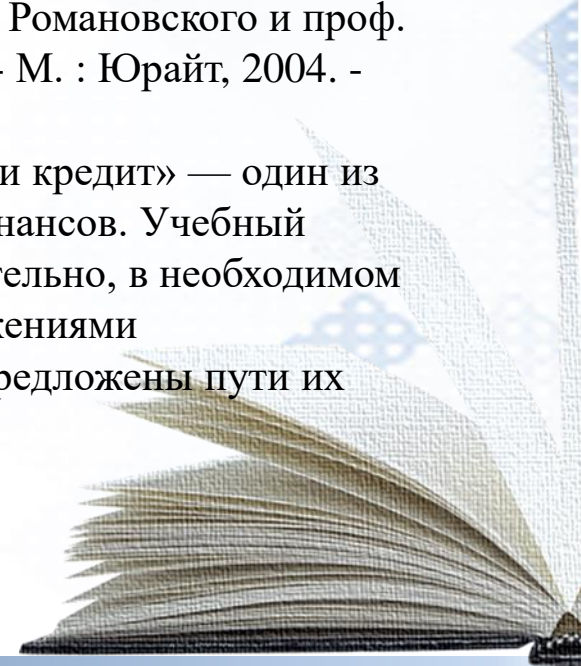 Романовского и проф.
- М. : Юрайт, 2004. -
и кредит» — один из
нансов. Учебный
тельно, в необходимом
жениями
редложены пути их